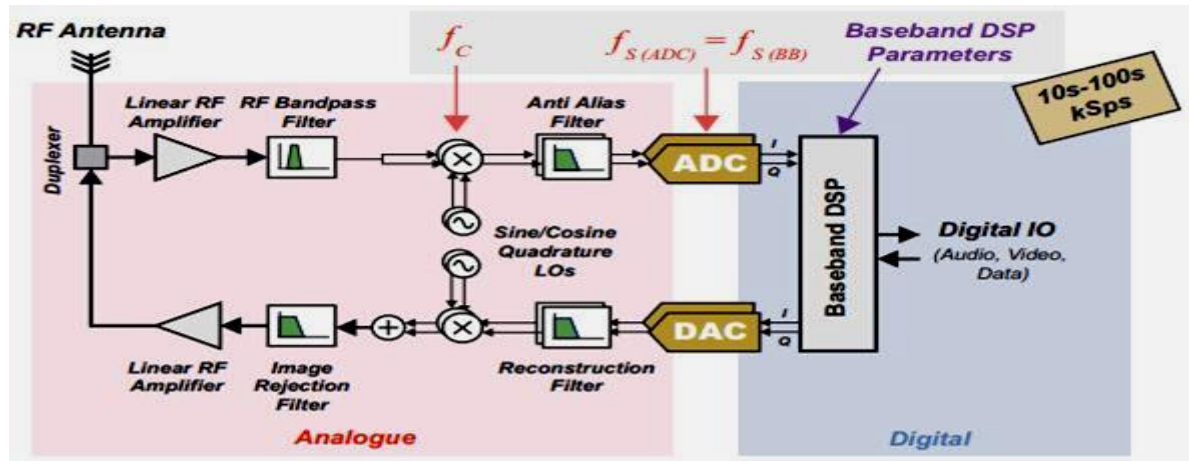 RF Antenna
f_C
f_S (ADC) = f_S (BB)
Baseband DSP
Parameters
10s-100s
kSps
Linear RF
Amplifier
RF Bandpass
Filter
Anti Alias
Filter
Duplexer
ADC
I
Q
Baseband DSP
Sine/Cosine
Quadrature
LOs
Digital IO
(Audio, Video,
Data)
DAC
I
Q
Linear RF
Amplifier
Image
Rejection
Filter
Reconstruction
Filter
Analogue
Digital